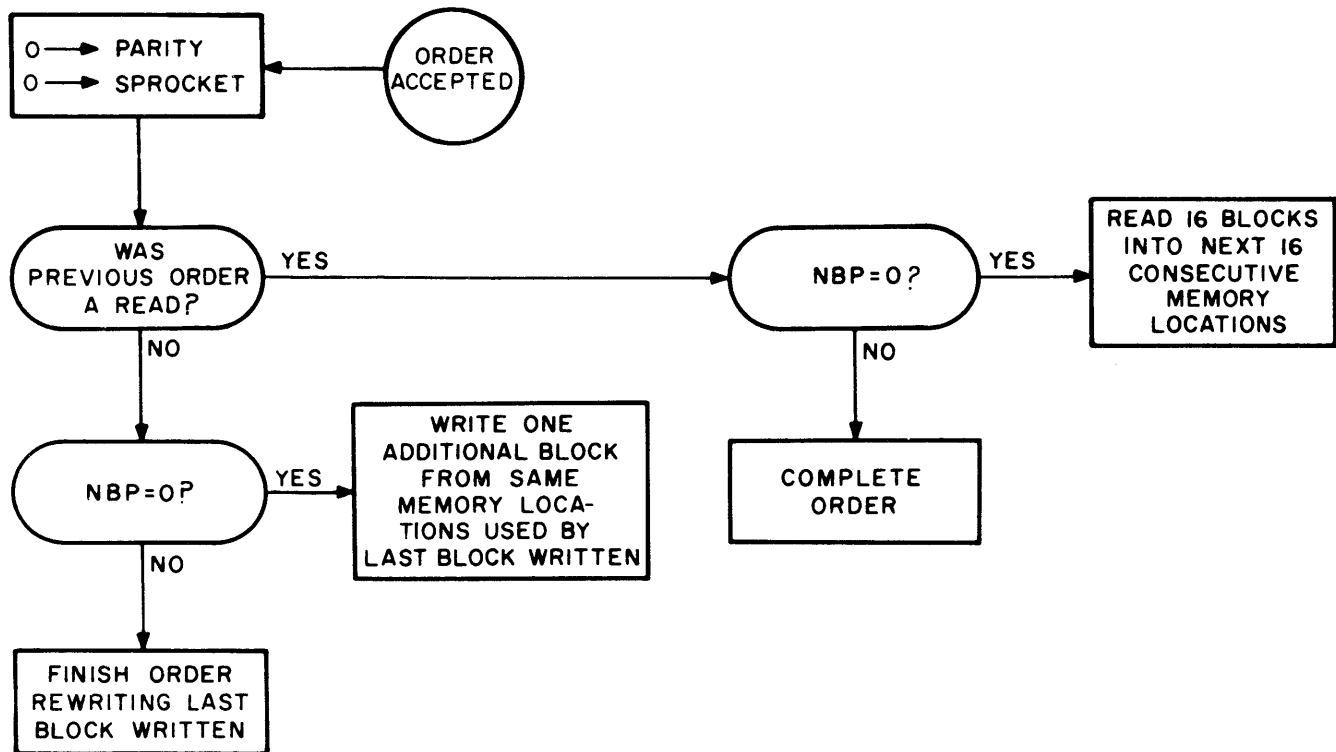 0 → PARITY
0 → SPROCKET
ORDER
ACCEPTED
WAS
PREVIOUS ORDER
A READ?
YES
NBP=0?
YES
READ 16 BLOCKS
INTO NEXT 16
CONSECUTIVE
MEMORY
LOCATIONS
NO
NO
COMPLETE
ORDER
NBP=0?
YES
WRITE ONE
ADDITIONAL BLOCK
FROM SAME
MEMORY LOCA-
TIONS USED BY
LAST BLOCK WRITTEN
NO
FINISH ORDER
REWRITING LAST
BLOCK WRITTEN